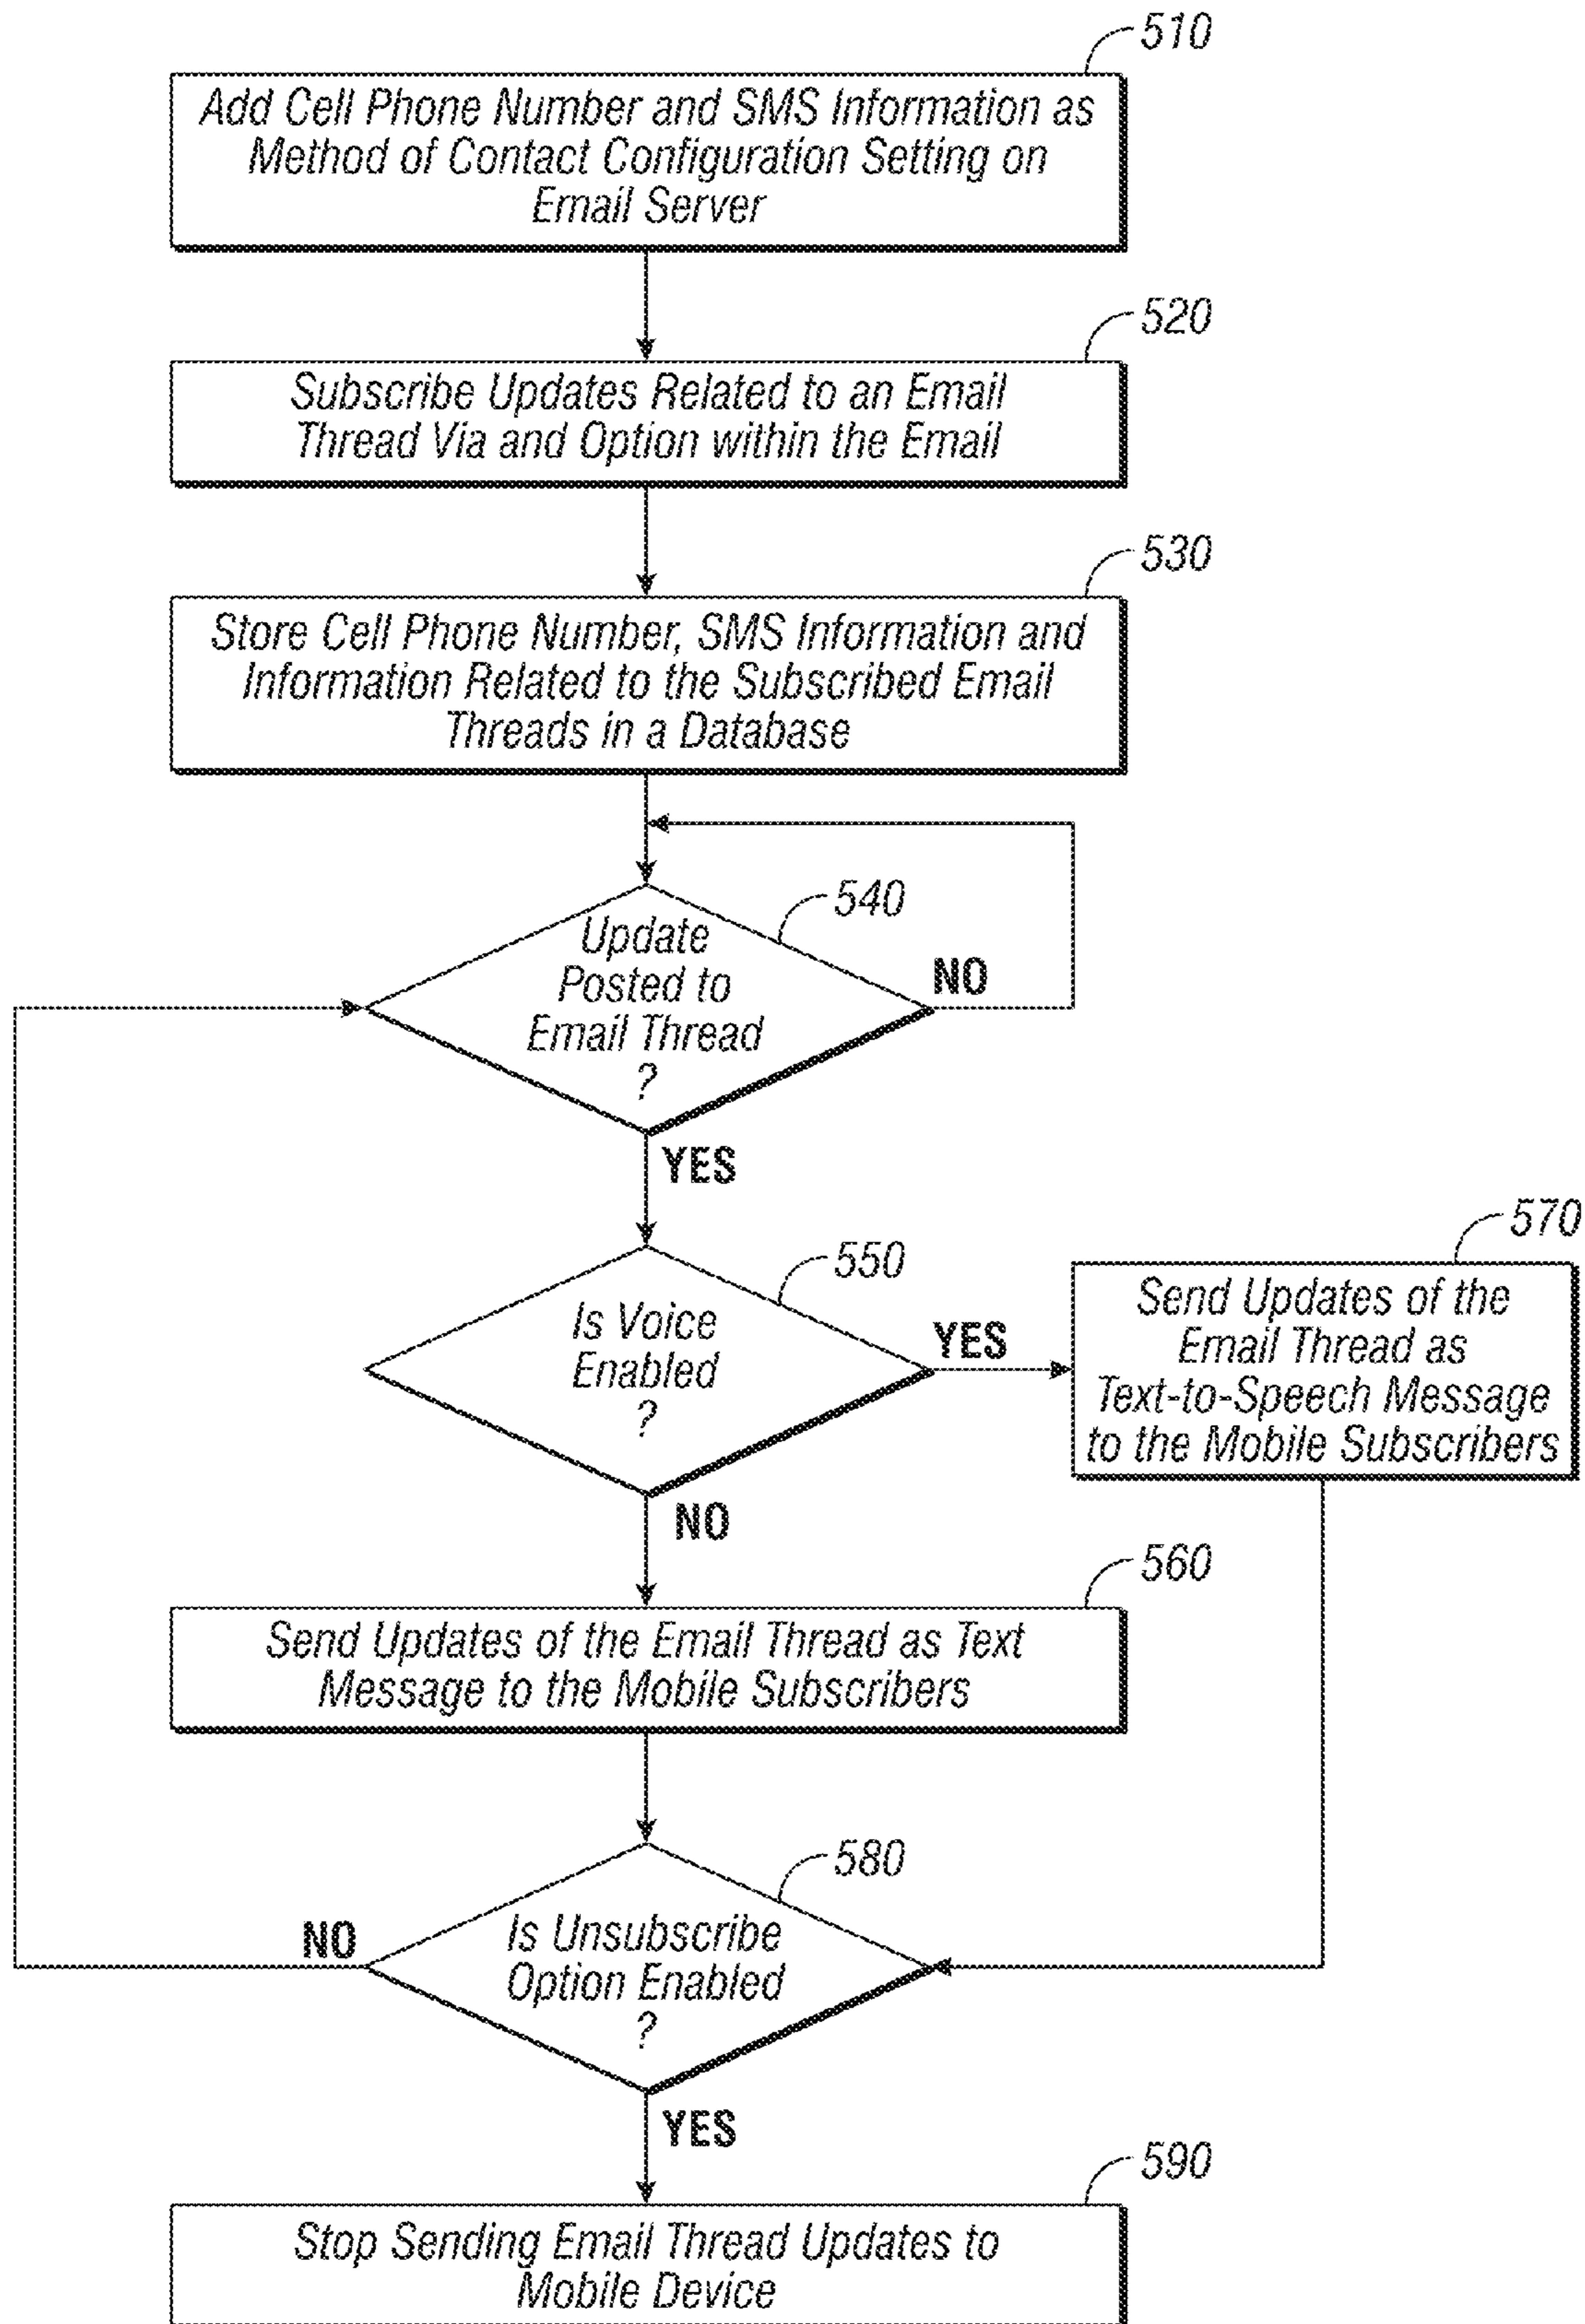 510
Add Cell Phone Number and SMS Information as
Method of Contact Configuration Setting on
Email Server
520
Subscribe Updates Related to an Email
Thread Via and Option within the Email
530
Store Cell Phone Number, SMS Information and
Information Related to the Subscribed Email
Threads in a Database
540
Update
Posted to
Email Thread
?
NO
YES
550
Is Voice
Enabled
?
YES
NO
570
Send Updates of the
Email Thread as
Text-to-Speech Message
to the Mobile Subscribers
560
Send Updates of the Email Thread as Text
Message to the Mobile Subscribers
580
Is Unsubscribe
Option Enabled
?
NO
YES
590
Stop Sending Email Thread Updates to
Mobile Device